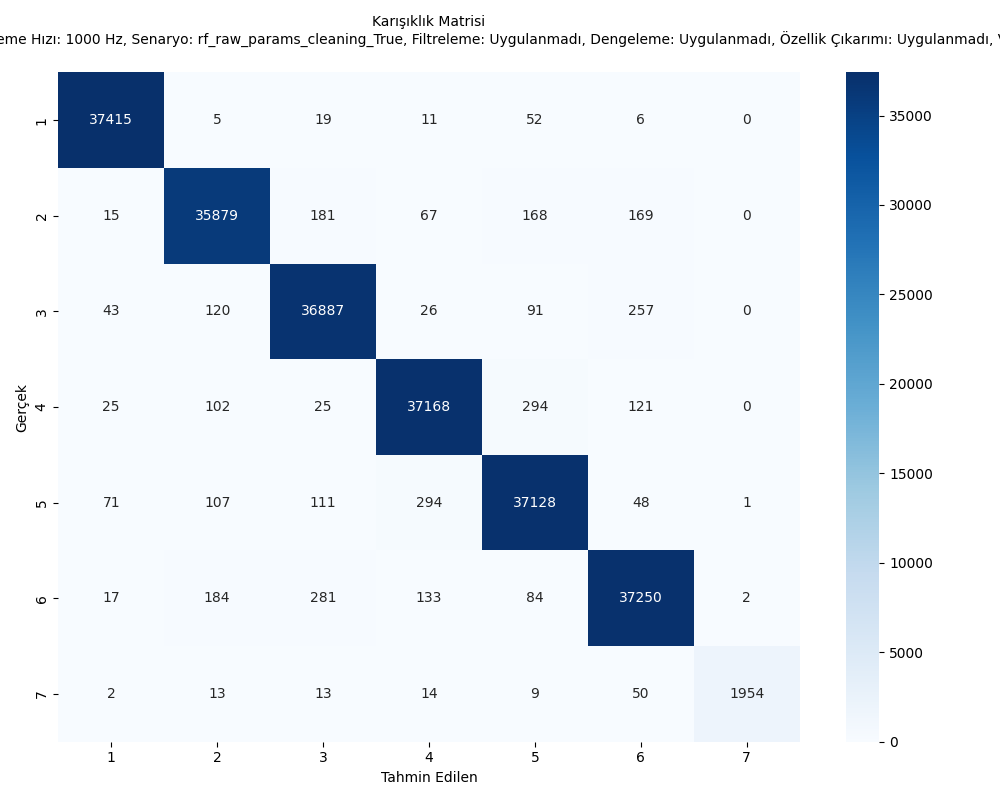 Karışıklık Matrisi
eme Hızı: 1000 Hz, Senaryo: rf_raw_params_cleaning_True, Filtreleme: Uygulanmadı, Dengeleme: Uygulanmadı, Özellik Çıkarımı: Uygulanmadı,
1 37415 5 19 11 52 6 0
2 15 35879 181 67 168 169 0
3 43 120 36887 26 91 257 0
4 25 102 25 37168 294 121 0
5 71 107 111 294 37128 48 1
6 17 184 281 133 84 37250 2
7 2 13 13 14 9 50 1954
1 2 3 4 5 6 7
Gerçek
Tahmin Edilen
35000
30000
25000
20000
15000
10000
5000
0